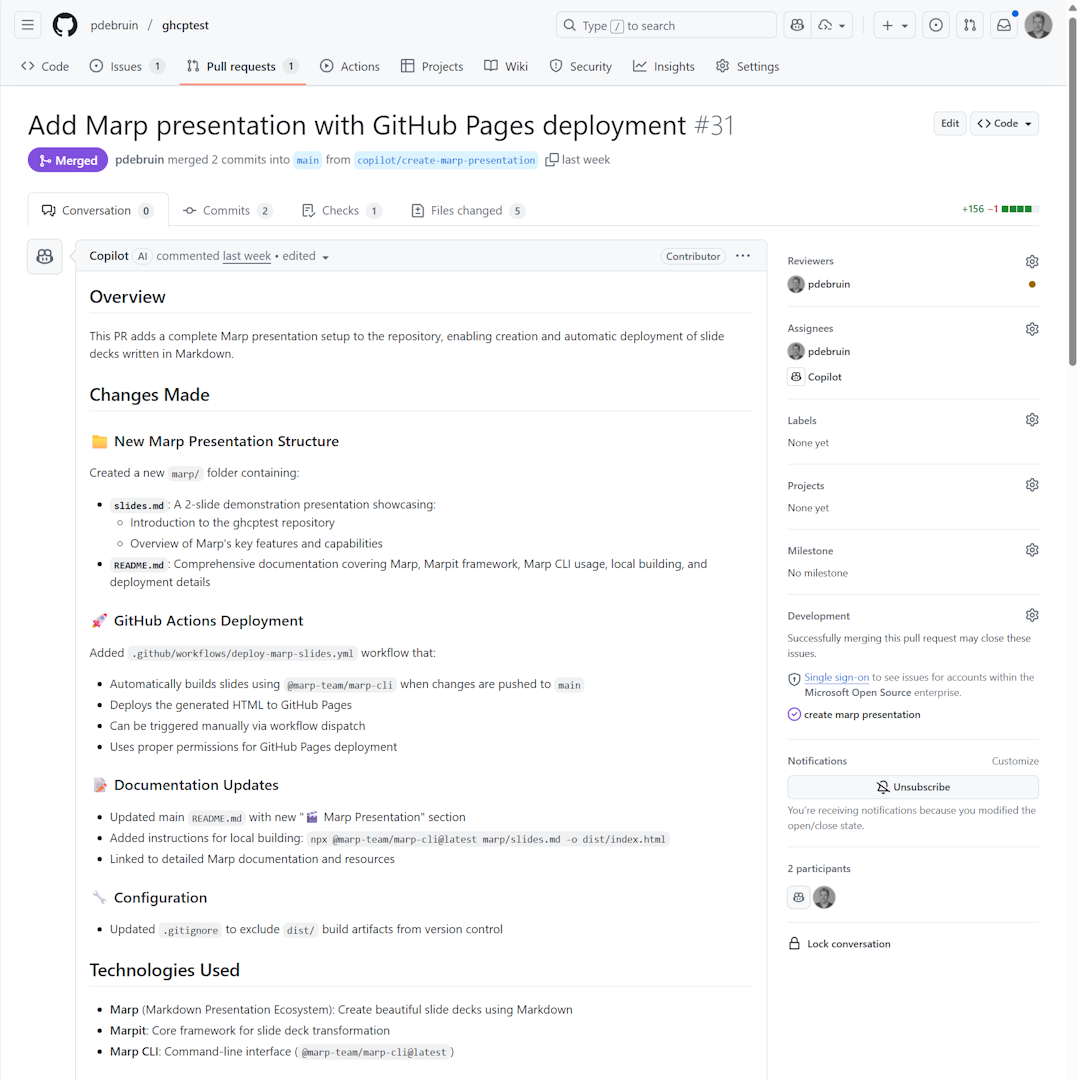 pdebruin / ghcptest
Type / to search
Code
Issues 1
Pull requests 1
Actions
Projects
Wiki
Security
Insights
Settings
Add Marp presentation with GitHub Pages deployment #31
Edit
Code
Merged
pdebruin merged 2 commits into main from copilot/create-marp-presentation last week
Conversation 0
Commits 2
Checks 1
Files changed 5
+156 −1
Copilot AI commented last week • edited
Contributor
Overview
This PR adds a complete Marp presentation setup to the repository, enabling creation and automatic deployment of slide
decks written in Markdown.
Changes Made
New Marp Presentation Structure
Created a new marp/ folder containing:
slides.md : A 2-slide demonstration presentation showcasing:
Introduction to the ghcptest repository
Overview of Marp's key features and capabilities
README.md : Comprehensive documentation covering Marp, Marpit framework, Marp CLI usage, local building, and
deployment details
GitHub Actions Deployment
Added .github/workflows/deploy-marp-slides.yml workflow that:
Automatically builds slides using @marp-team/marp-cli when changes are pushed to main
Deploys the generated HTML to GitHub Pages
Can be triggered manually via workflow dispatch
Uses proper permissions for GitHub Pages deployment
Documentation Updates
Updated main README.md with new "🎬 Marp Presentation" section
Added instructions for local building: npx @marp-team/marp-cli@latest marp/slides.md -o dist/index.html
Linked to detailed Marp documentation and resources
Configuration
Updated .gitignore to exclude dist/ build artifacts from version control
Technologies Used
Marp (Markdown Presentation Ecosystem): Create beautiful slide decks using Markdown
Marpit: Core framework for slide deck transformation
Marp CLI: Command-line interface ( @marp-team/marp-cli@latest )
Reviewers
pdebruin
Assignees
pdebruin
Copilot
Labels
None yet
Projects
None yet
Milestone
No milestone
Development
Successfully merging this pull request may close these
issues.
Single sign-on to see issues for accounts within the
Microsoft Open Source enterprise.
create marp presentation
Notifications
Customize
Unsubscribe
You're receiving notifications because you modified the
open/close state.
2 participants
Lock conversation